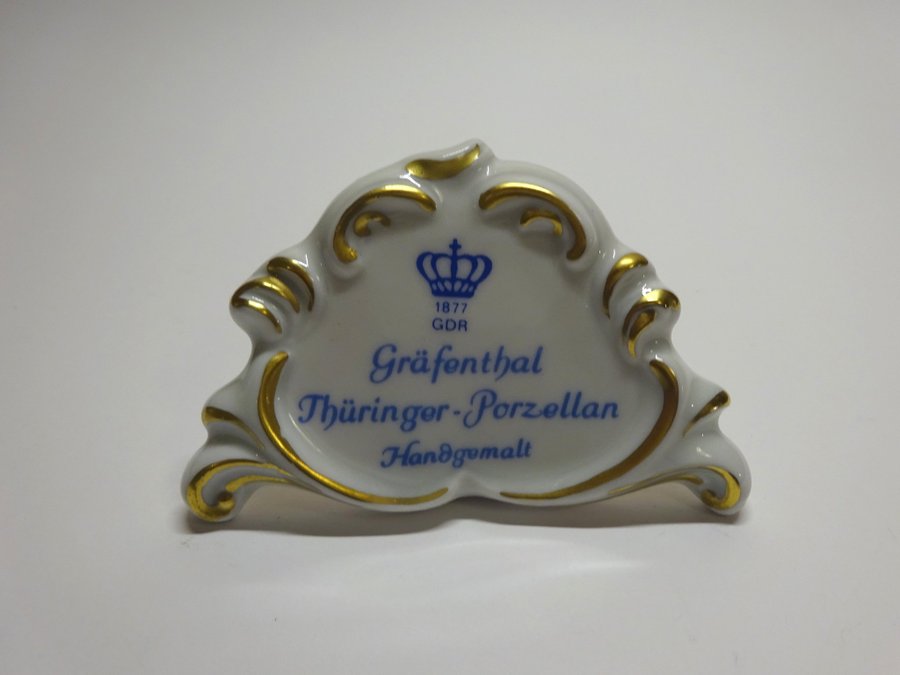 1877
GDR
Gräfenthal
Thüringer-Porzellan
Handgemalt